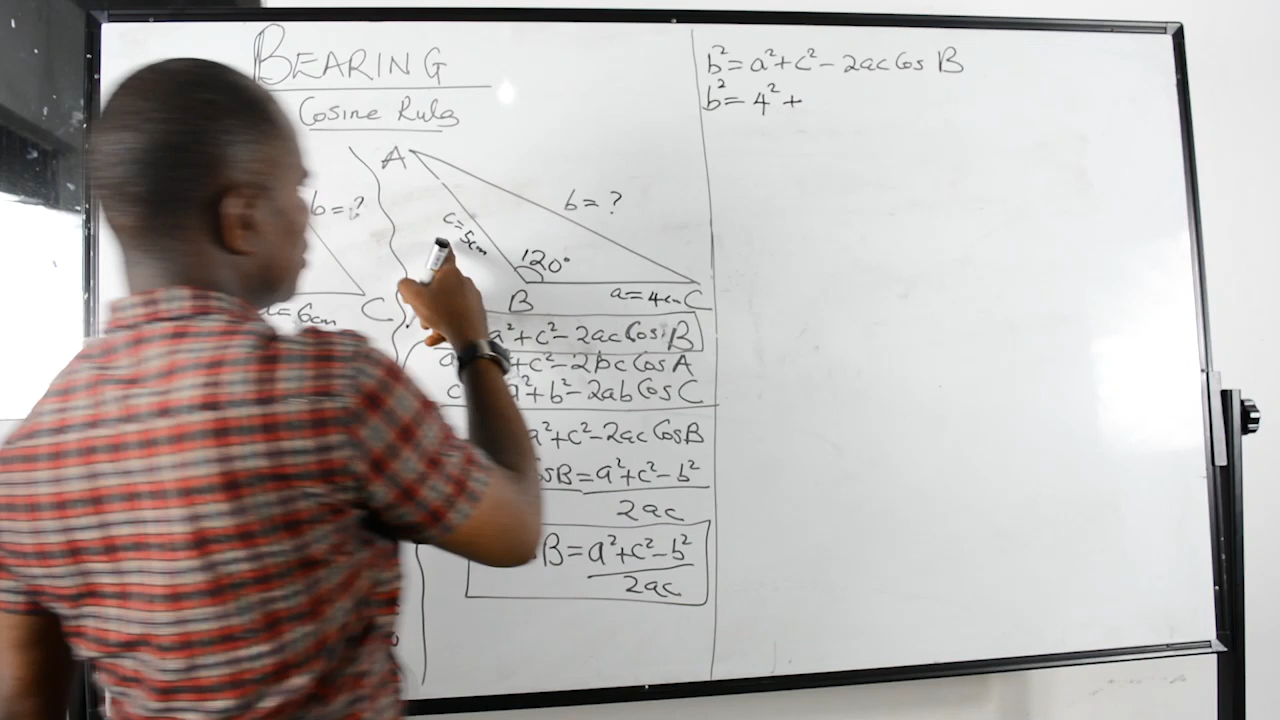 BEARING
Cosine Rule
A
b = ?
c = 5cm
120°
B
a = 4cm C
b = ?
= 6cm
C
a²+c²-2ac Cos B
+c²-2bc Cos A
c a²+b²-2ab Cos C
a²+c²-2ac Cos B
B = a²+c²-b²
2ac
B = a²+c²-b²
2ac
b² = a²+c²-2ac Cos B
b² = 4² +